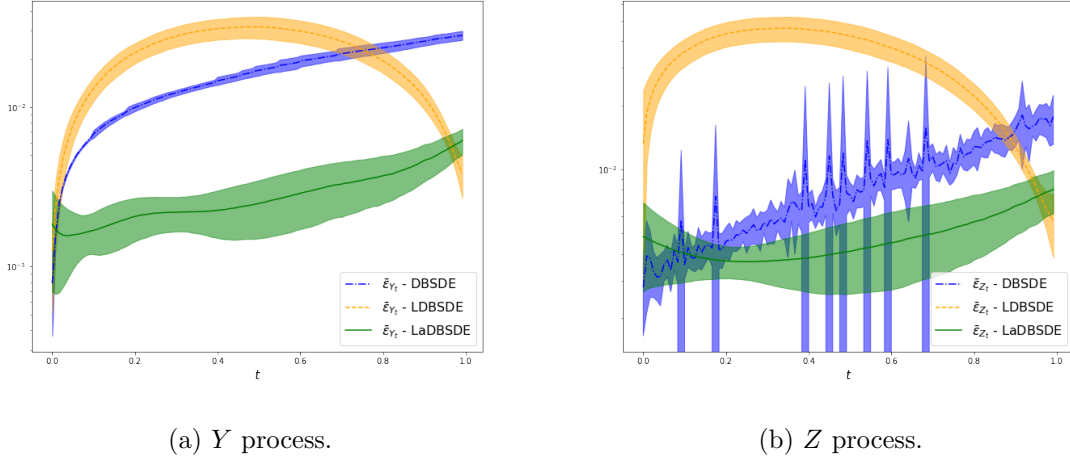 10⁻²
10⁻³
0.0 0.2 0.4 0.6 0.8 1.0
t
ε̄_{Y_t} - DBSDE
ε̄_{Y_t} - LDBSDE
ε̄_{Y_t} - LaDBSDE
(a) Y process.
10⁻²
0.0 0.2 0.4 0.6 0.8 1.0
t
ε̄_{Z_t} - DBSDE
ε̄_{Z_t} - LDBSDE
ε̄_{Z_t} - LaDBSDE
(b) Z process.